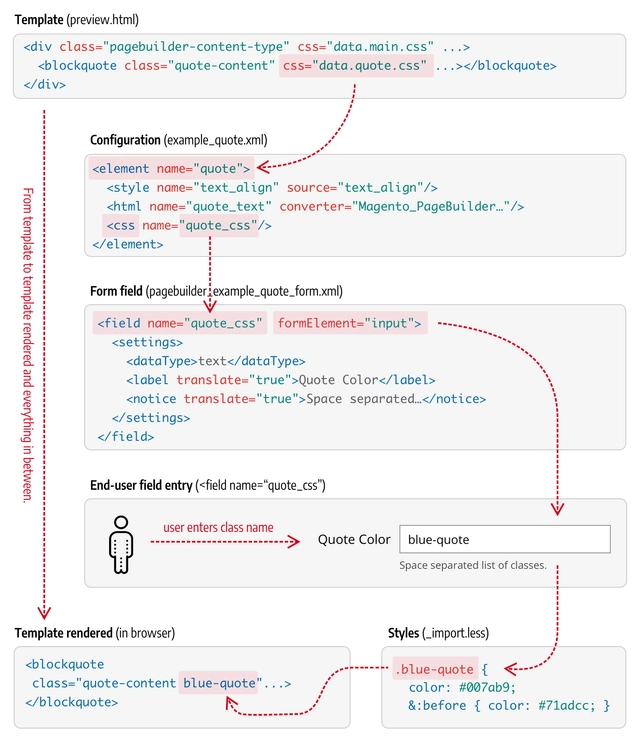 Template (preview.html)
<div class="pagebuilder-content-type" css="data.main.css" ...>
<blockquote class="quote-content" css="data.quote.css" ...></blockquote>
</div>
Configuration (example_quote.xml)
<element name="quote">
<style name="text_align" source="text_align"/>
<html name="quote_text" converter="Magento_PageBuilder…"/>
<css name="quote_css"/>
</element>
From template to template rendered and everything in between.
Form field (pagebuilder_example_quote_form.xml)
<field name="quote_css" formElement="input">
<settings>
<dataType>text</dataType>
<label translate="true">Quote Color</label>
<notice translate="true">Space separated…</notice>
</settings>
</field>
End-user field entry (<field name=“quote_css”)
user enters class name
Quote Color
blue-quote
Space separated list of classes.
Template rendered (in browser)
<blockquote
class="quote-content blue-quote"...>
</blockquote>
Styles (_import.less)
.blue-quote {
color: #007ab9;
&:before { color: #71adcc; }